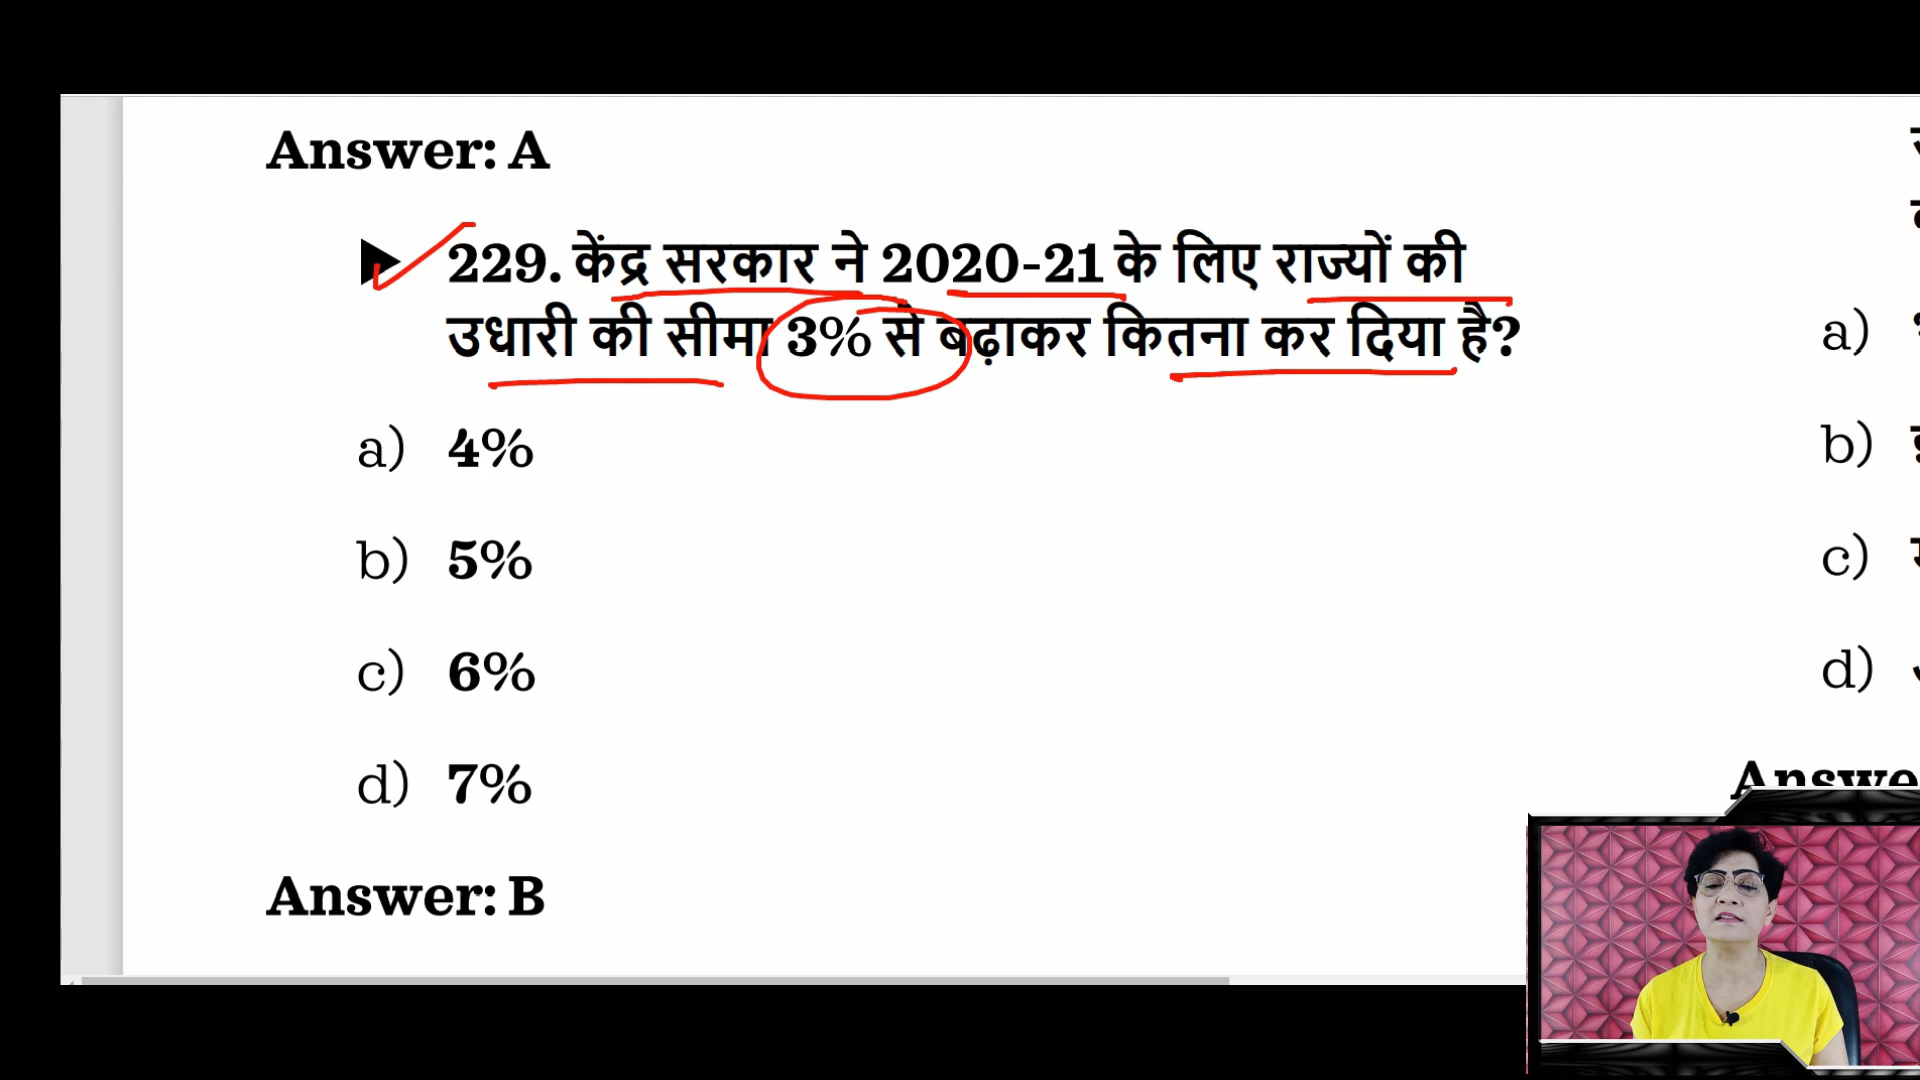 Answer: A
229. केंद्र सरकार ने 2020-21 के लिए राज्यों की
उधारी की सीमा 3% से बढ़ाकर कितना कर दिया है?
a) 4%
b) 5%
c) 6%
d) 7%
Answer: B
a)
b)
c)
d)